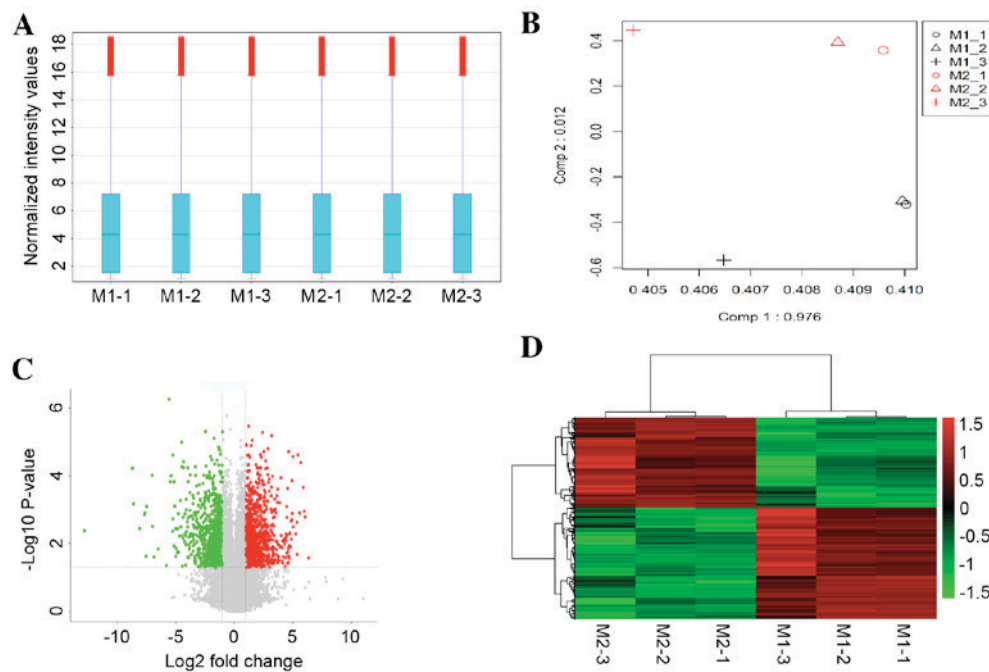 A
Normalized intensity values
18
16
14
12
10
8
6
4
2
M1-1 M1-2 M1-3 M2-1 M2-2 M2-3
B
Comp 2 : 0.012
0.4
0.2
0.0
-0.2
-0.4
-0.6
0.405 0.406 0.407 0.408 0.409 0.410
Comp 1 : 0.976
M1_1
M1_2
M1_3
M2_1
M2_2
M2_3
C
-Log10 P-value
6
4
2
0
-10 -5 0 5 10
Log2 fold change
D
1.5
1
0.5
0
-0.5
-1
-1.5
M2-3 M2-2 M2-1 M1-3 M1-2 M1-1